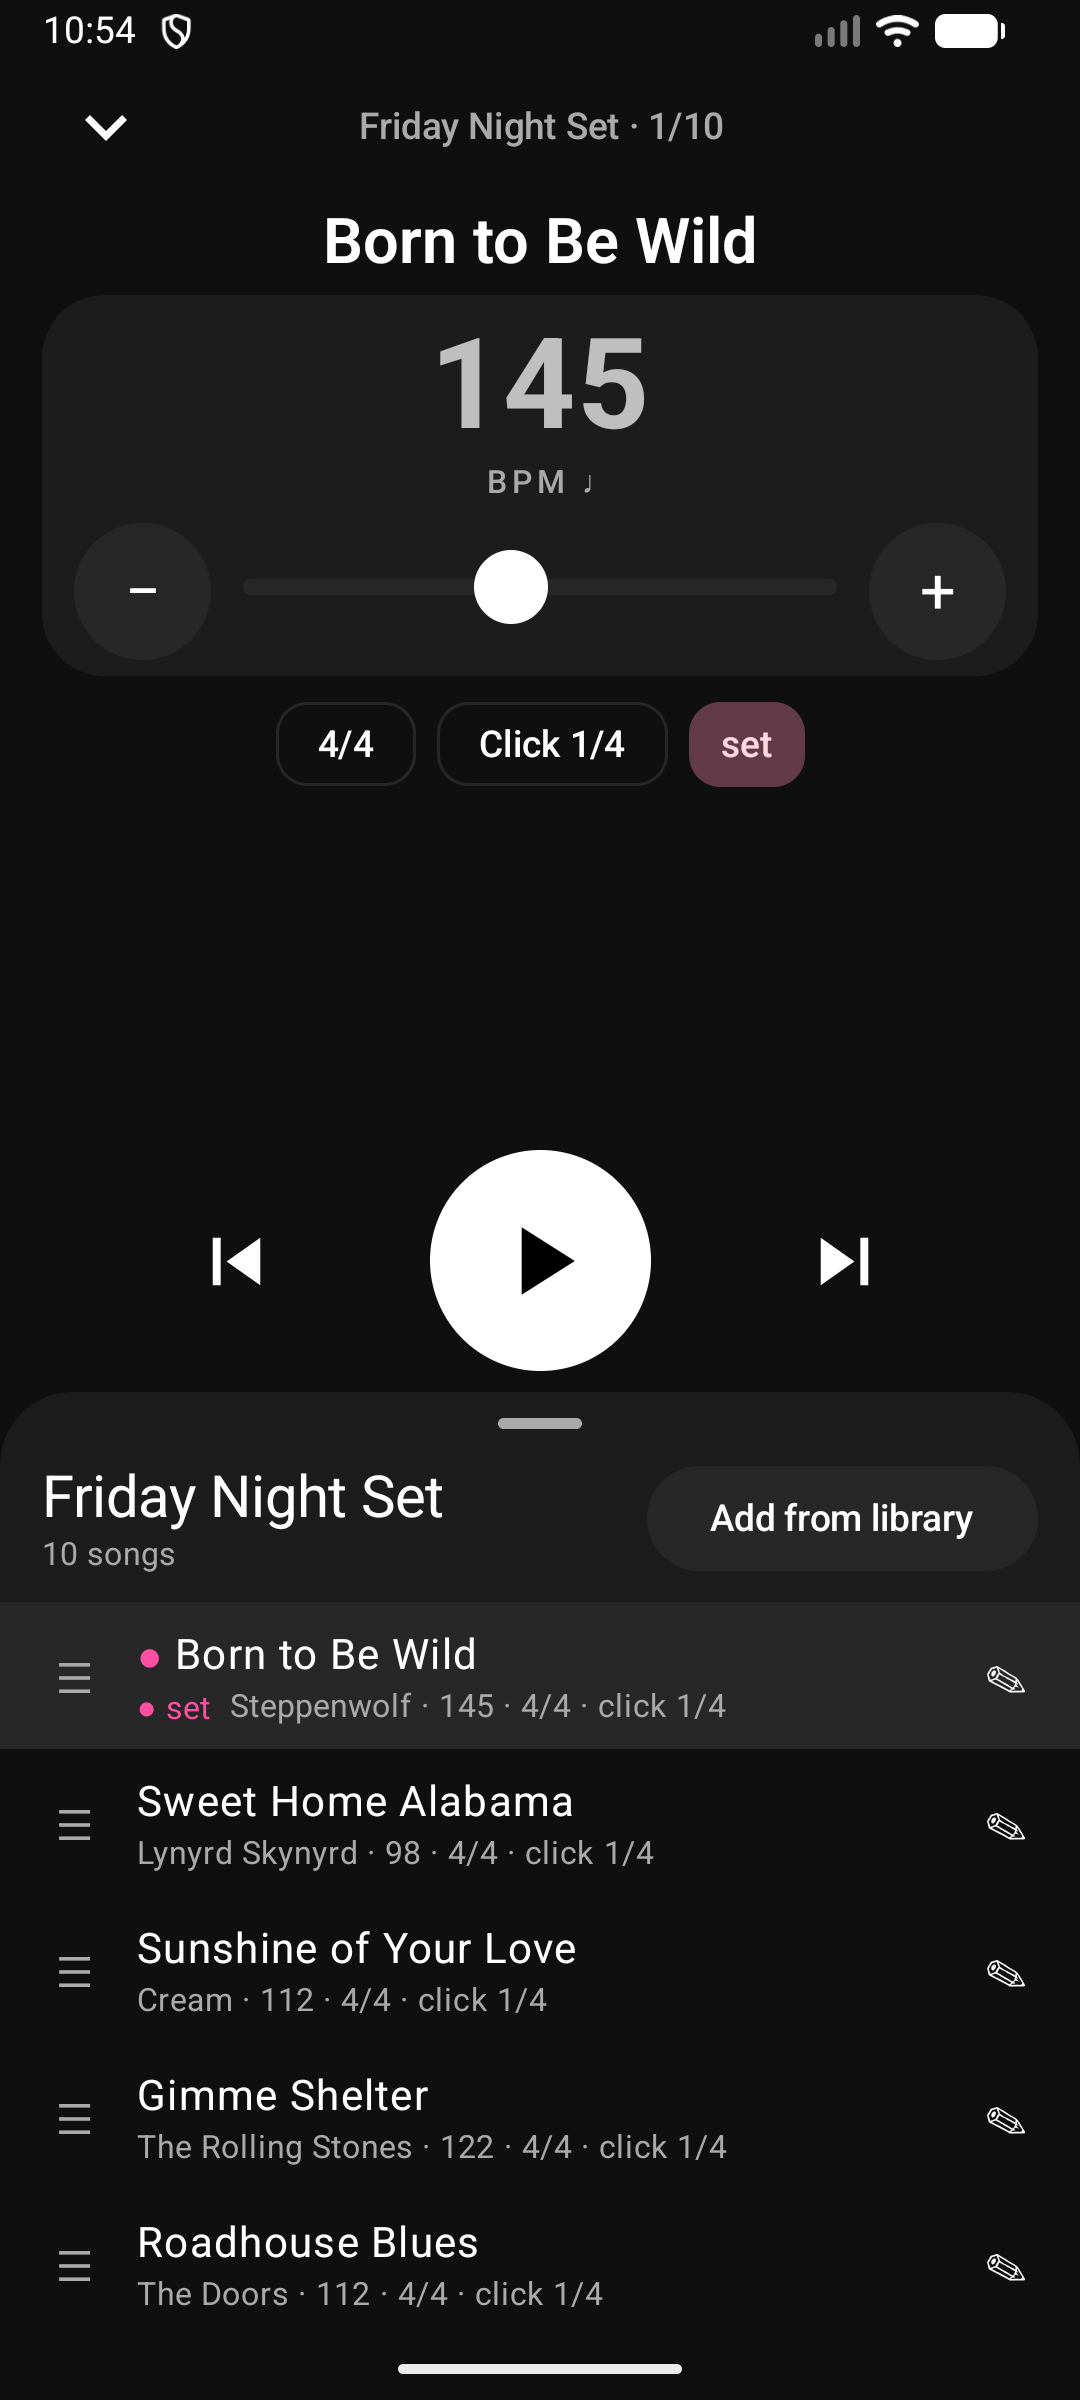 10:54
Friday Night Set · 1/10
Born to Be Wild
145
BPM ♩
4/4
Click 1/4
set
Friday Night Set
10 songs
Add from library
Born to Be Wild
set Steppenwolf · 145 · 4/4 · click 1/4
Sweet Home Alabama
Lynyrd Skynyrd · 98 · 4/4 · click 1/4
Sunshine of Your Love
Cream · 112 · 4/4 · click 1/4
Gimme Shelter
The Rolling Stones · 122 · 4/4 · click 1/4
Roadhouse Blues
The Doors · 112 · 4/4 · click 1/4